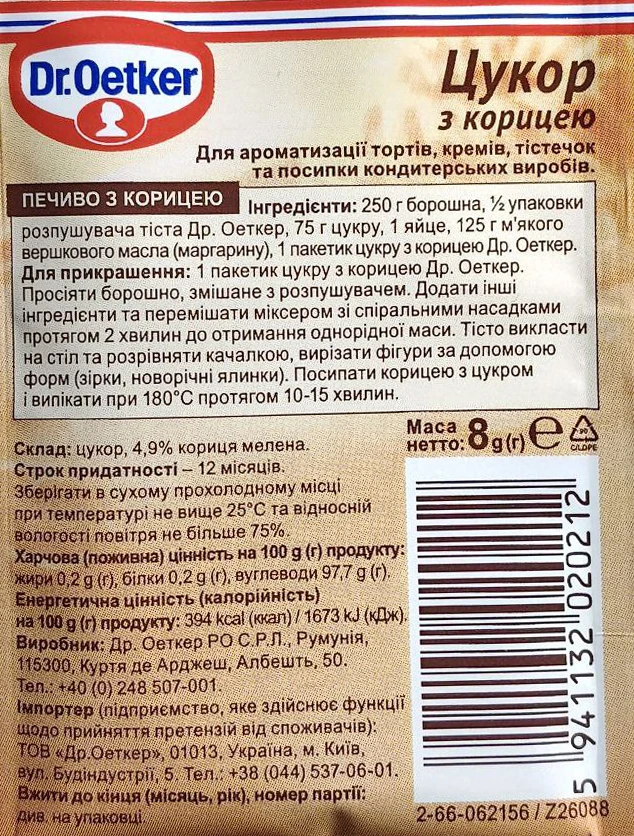 Dr.Oetker
Цукор
з корицею
Для ароматизації тортів, кремів, тістечок
та посипки кондитерських виробів.
ПЕЧИВО З КОРИЦЕЮ
Інгредієнти: 250 г борошна, ½ упаковки
розпушувача тіста Др. Оеткер, 75 г цукру, 1 яйце, 125 г м'якого
вершкового масла (маргарину), 1 пакетик цукру з корицею Др. Оеткер.
Для прикрашення: 1 пакетик цукру з корицею Др. Оеткер.
Просіяти борошно, змішане з розпушувачем. Додати інші
інгредієнти та перемішати міксером зі спіральними насадками
протягом 2 хвилин до отримання однорідної маси. Тісто викласти
на стіл та розрівняти качалкою, вирізати фігури за допомогою
форм (зірки, новорічні ялинки). Посипати корицею з цукром
і випікати при 180°С протягом 10-15 хвилин.
Маса
нетто: 8 g (г) e
90
C/LDPE
Склад: цукор, 4,9% кориця мелена.
Строк придатності – 12 місяців.
Зберігати в сухому прохолодному місці
при температурі не вище 25°С та відносній
вологості повітря не більше 75%.
Харчова (поживна) цінність на 100 g (г) продукту:
жири 0,2 g (г), білки 0,2 g (г), вуглеводи 97,7 g (г).
Енергетична цінність (калорійність)
на 100 g (г) продукту: 394 kcal (ккал) / 1673 kJ (кДж).
Виробник: Др. Оеткер РО С.Р.Л., Румунія,
115300, Куртя де Арджеш, Албешть, 50.
Тел.: +40 (0) 248 507-001.
Імпортер (підприємство, яке здійснює функції
щодо прийняття претензій від споживачів):
ТОВ «Др.Оеткер», 01013, Україна, м. Київ,
вул. Будіндустрії, 5. Тел.: +38 (044) 537-06-01.
Вжити до кінця (місяць, рік), номер партії:
див. на упаковці.
5 941132 020212
2-66-062156 / Z26088